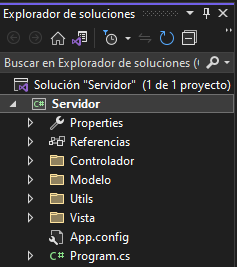 Explorador de soluciones
Buscar en Explorador de soluciones (
Solución "Servidor" (1 de 1 proyecto)
C# Servidor
Properties
Referencias
Controlador
Modelo
Utils
Vista
App.config
C# Program.cs